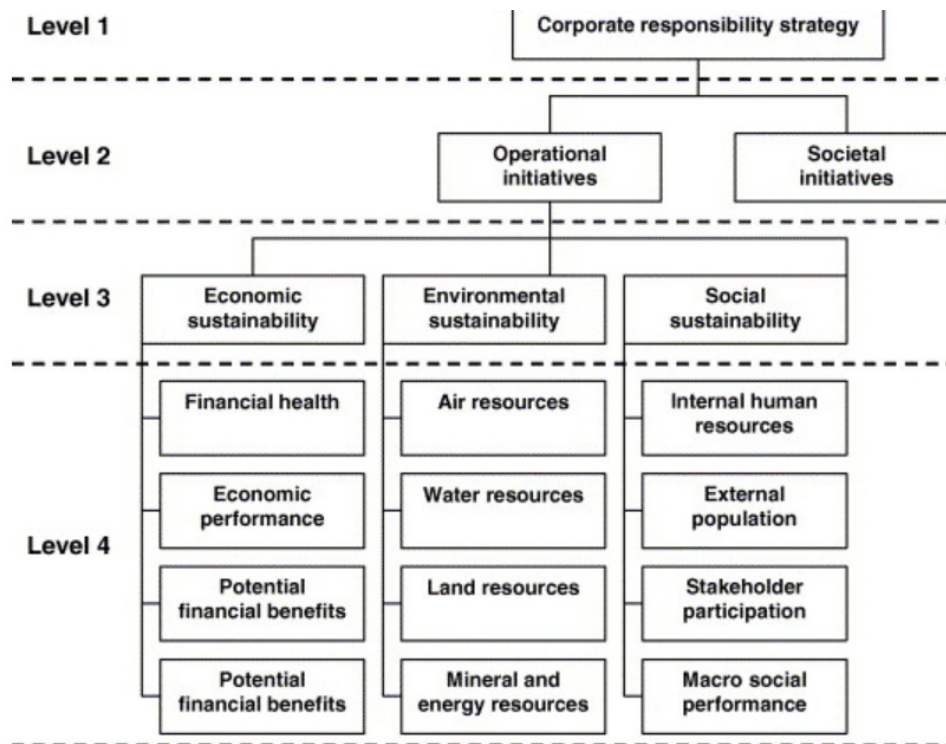 Level 1
Corporate responsibility strategy
Level 2
Operational
initiatives
Societal
initiatives
Level 3
Economic
sustainability
Environmental
sustainability
Social
sustainability
Level 4
Financial health
Air resources
Internal human
resources
Economic
performance
Water resources
External
population
Potential
financial benefits
Land resources
Stakeholder
participation
Potential
financial benefits
Mineral and
energy resources
Macro social
performance